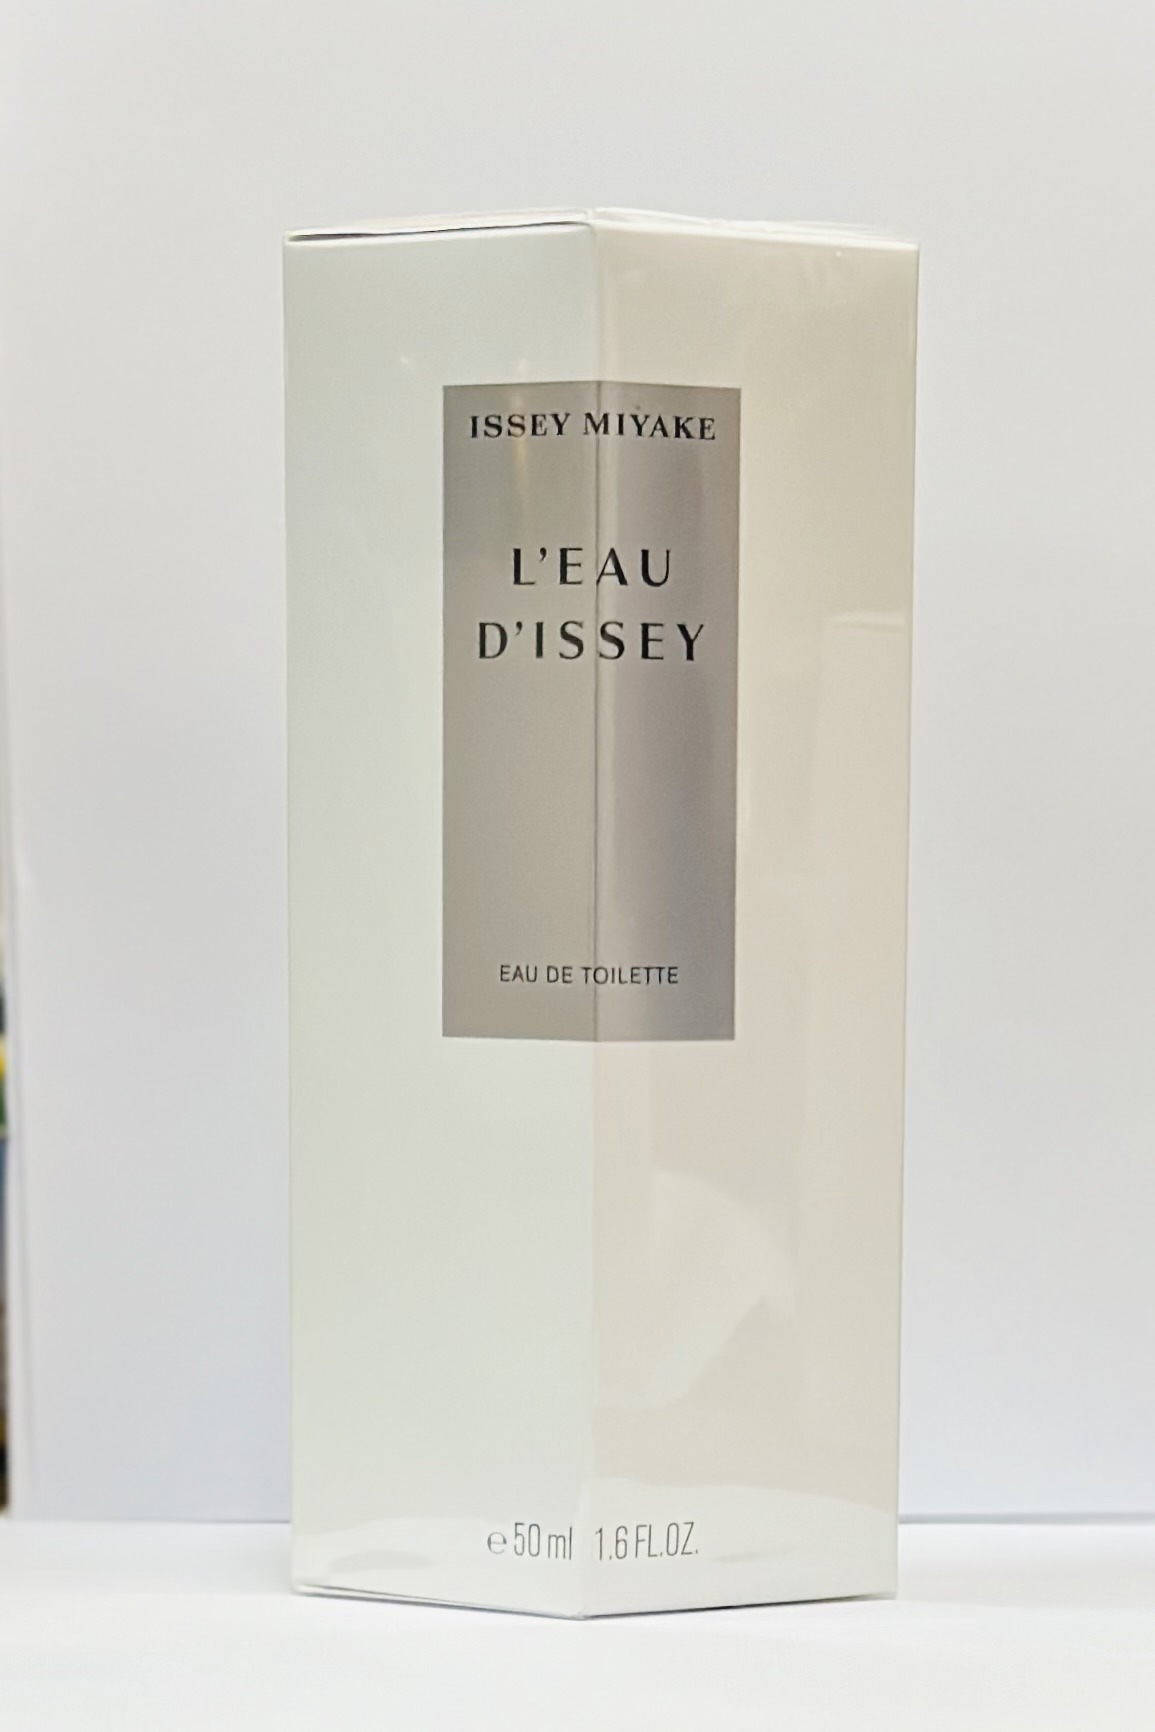 ISSEY MIYAKE
L'EAU
D'ISSEY
EAU DE TOILETTE
℮50 ml 1.6 FL.OZ.